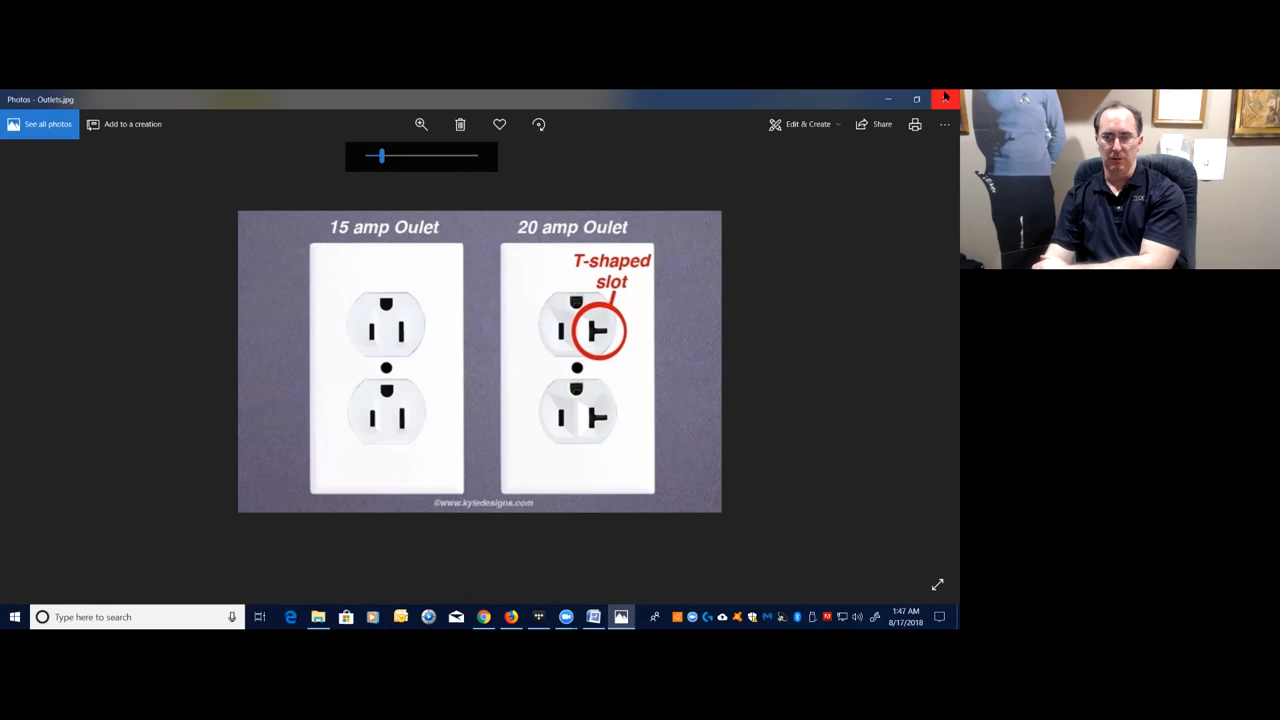 Photos - Outlets.jpg
See all photos
Add to a creation
Edit & Create
Share
15 amp Oulet
20 amp Oulet
T-shaped
slot
©www.kyledesigns.com
Type here to search
1:47 AM
8/17/2018